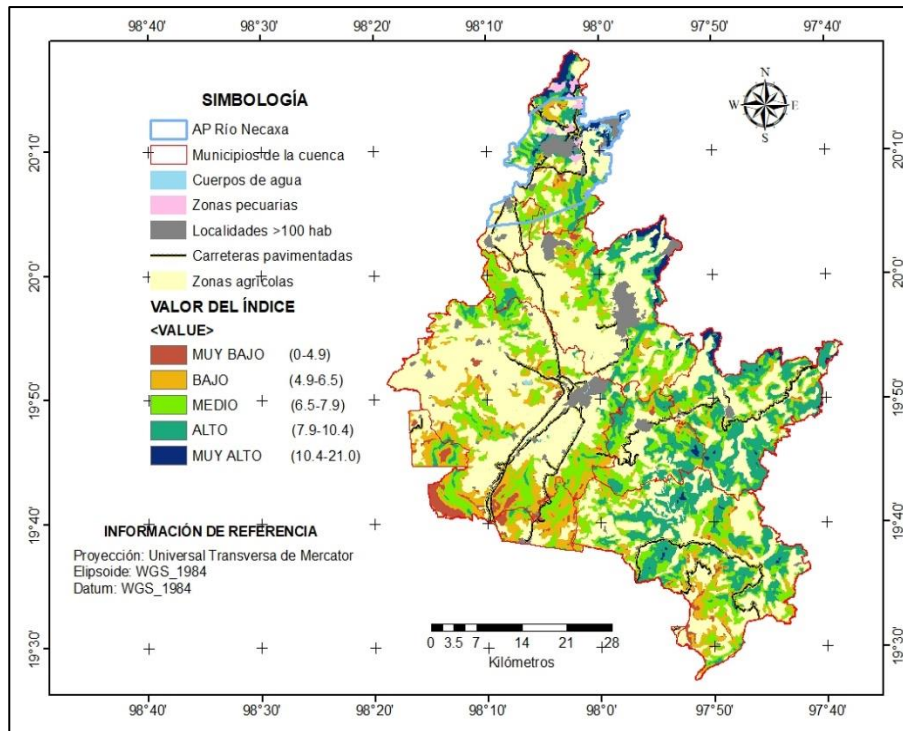 98°40' 98°30' 98°20' 98°10' 98°0' 97°50' 97°40'
20°10'
20°0'
19°50'
19°40'
19°30'
SIMBOLOGÍA
AP Río Necaxa
Municipios de la cuenca
Cuerpos de agua
Zonas pecuarias
Localidades >100 hab
Carreteras pavimentadas
Zonas agrícolas
VALOR DEL ÍNDICE
<VALUE>
MUY BAJO (0-4.9)
BAJO (4.9-6.5)
MEDIO (6.5-7.9)
ALTO (7.9-10.4)
MUY ALTO (10.4-21.0)
INFORMACIÓN DE REFERENCIA
Proyección: Universal Transversa de Mercator
Elipsoide: WGS_1984
Datum: WGS_1984
N
W E
S
0 3.5 7 14 21 28
Kilómetros
20°10'
20°0'
19°50'
19°40'
19°30'
98°40' 98°30' 98°20' 98°10' 98°0' 97°50' 97°40'